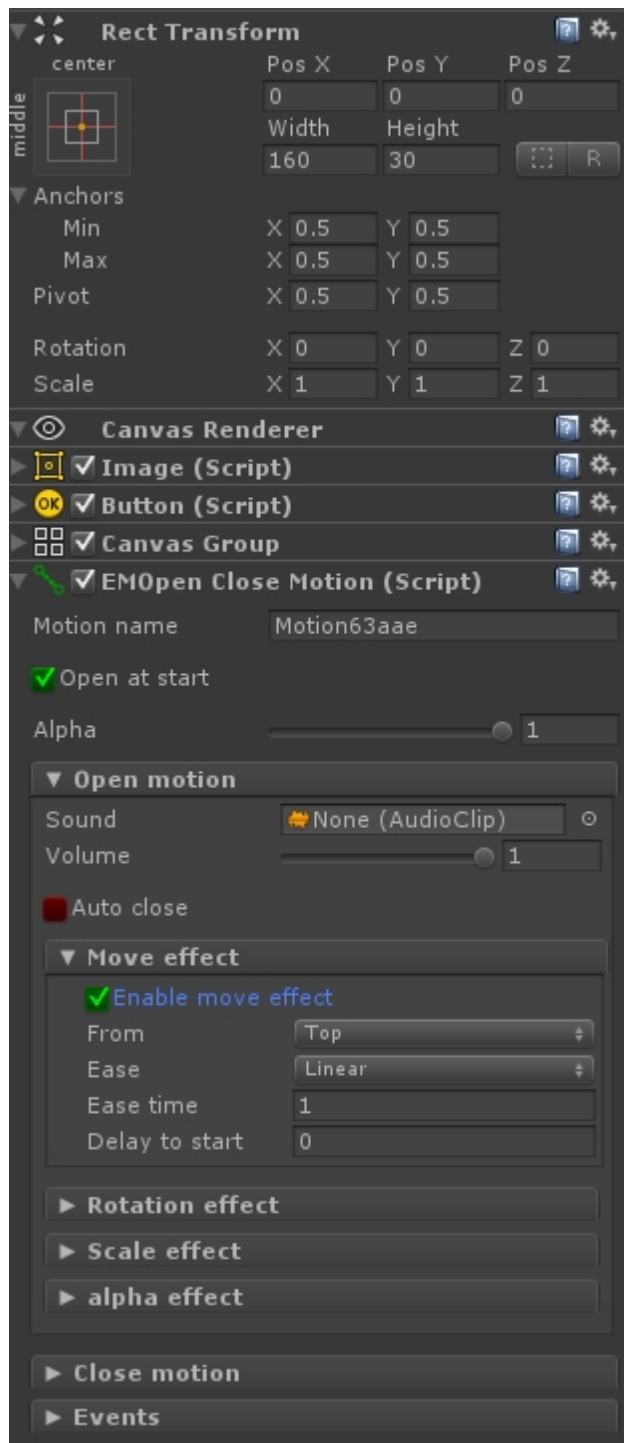 Rect Transform
center
Pos X Pos Y Pos Z
middle
0 0 0
Width Height
160 30
R
Anchors
Min X 0.5 Y 0.5
Max X 0.5 Y 0.5
Pivot X 0.5 Y 0.5
Rotation X 0 Y 0 Z 0
Scale X 1 Y 1 Z 1
Canvas Renderer
Image (Script)
OK Button (Script)
Canvas Group
EMOpen Close Motion (Script)
Motion name Motion63aae
Open at start
Alpha 1
Open motion
Sound None (AudioClip)
Volume 1
Auto close
Move effect
Enable move effect
From Top
Ease Linear
Ease time 1
Delay to start 0
Rotation effect
Scale effect
alpha effect
Close motion
Events